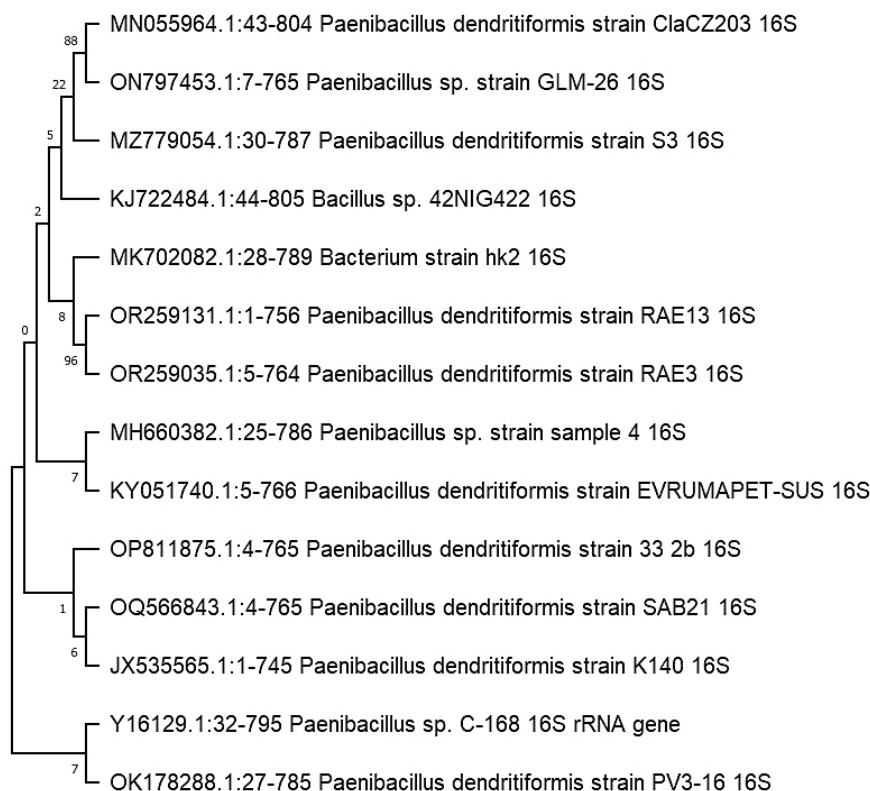 MN055964.1:43-804 Paenibacillus dendritiformis strain ClaCZ203 16S
88
ON797453.1:7-765 Paenibacillus sp. strain GLM-26 16S
22
MZ779054.1:30-787 Paenibacillus dendritiformis strain S3 16S
5
KJ722484.1:44-805 Bacillus sp. 42NIG422 16S
2
MK702082.1:28-789 Bacterium strain hk2 16S
8
OR259131.1:1-756 Paenibacillus dendritiformis strain RAE13 16S
0
96
OR259035.1:5-764 Paenibacillus dendritiformis strain RAE3 16S
MH660382.1:25-786 Paenibacillus sp. strain sample 4 16S
7
KY051740.1:5-766 Paenibacillus dendritiformis strain EVRUMAPET-SUS 16S
OP811875.1:4-765 Paenibacillus dendritiformis strain 33 2b 16S
1
OQ566843.1:4-765 Paenibacillus dendritiformis strain SAB21 16S
6
JX535565.1:1-745 Paenibacillus dendritiformis strain K140 16S
Y16129.1:32-795 Paenibacillus sp. C-168 16S rRNA gene
7
OK178288.1:27-785 Paenibacillus dendritiformis strain PV3-16 16S